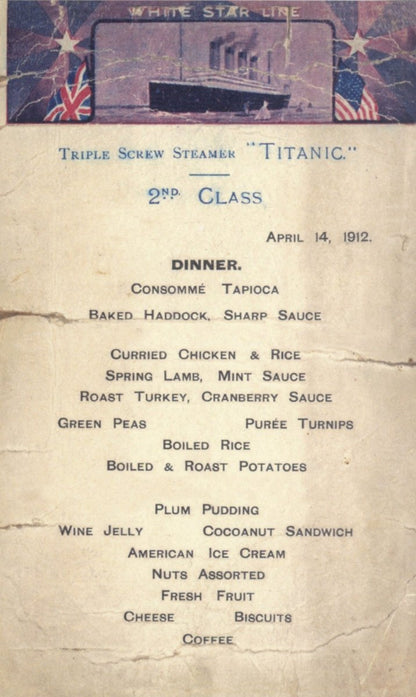 WHITE STAR LINE
TRIPLE SCREW STEAMER "TITANIC."
2ND. CLASS
APRIL 14, 1912.
DINNER.
CONSOMMÉ TAPIOCA
BAKED HADDOCK, SHARP SAUCE
CURRIED CHICKEN & RICE
SPRING LAMB, MINT SAUCE
ROAST TURKEY, CRANBERRY SAUCE
GREEN PEAS PURÉE TURNIPS
BOILED RICE
BOILED & ROAST POTATOES
PLUM PUDDING
WINE JELLY COCOANUT SANDWICH
AMERICAN ICE CREAM
NUTS ASSORTED
FRESH FRUIT
CHEESE BISCUITS
COFFEE